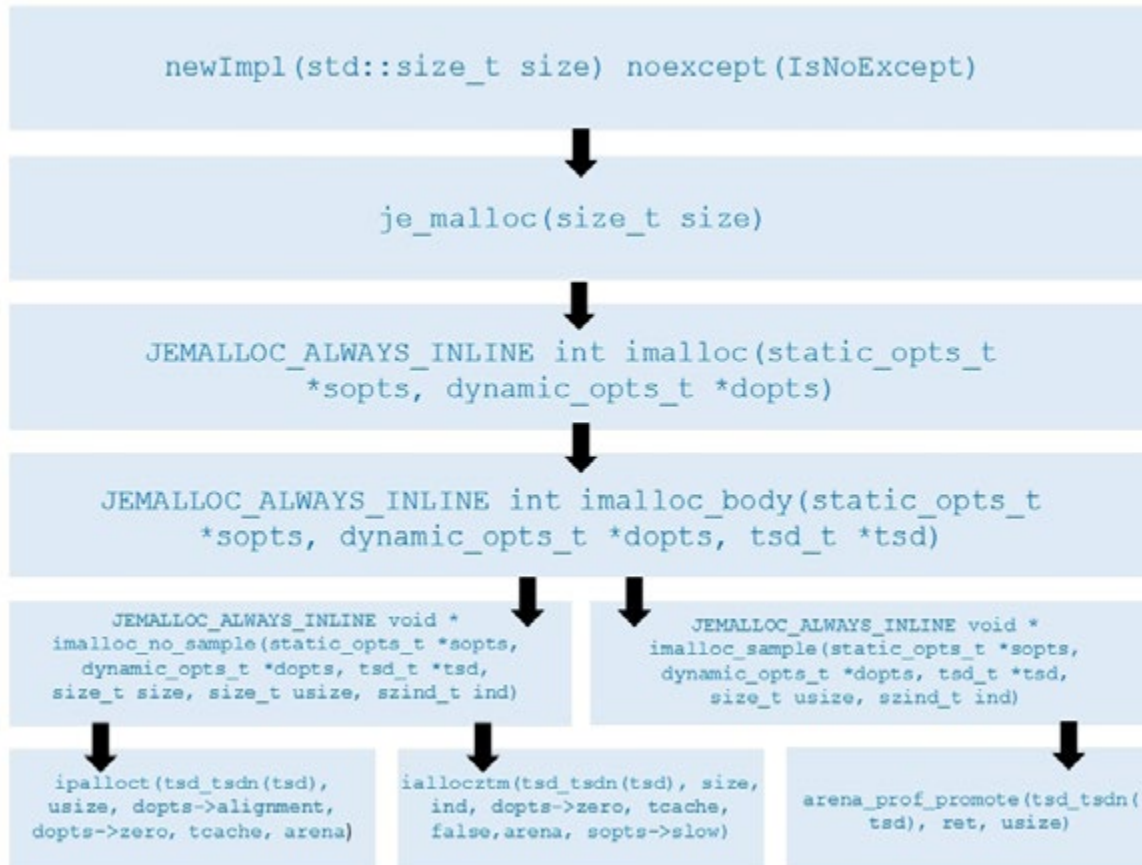 newImpl(std::size_t size) noexcept(IsNoExcept)
je_malloc(size_t size)
JEMALLOC_ALWAYS_INLINE int imalloc(static_opts_t
*sopts, dynamic_opts_t *dopts)
JEMALLOC_ALWAYS_INLINE int imalloc_body(static_opts_t
*sopts, dynamic_opts_t *dopts, tsd_t *tsd)
JEMALLOC_ALWAYS_INLINE void *
imalloc_no_sample(static_opts_t *sopts,
dynamic_opts_t *dopts, tsd_t *tsd,
size_t size, size_t usize, szind_t ind)
JEMALLOC_ALWAYS_INLINE void *
imalloc_sample(static_opts_t *sopts,
dynamic_opts_t *dopts, tsd_t *tsd,
size_t usize, szind_t ind)
ipalloct(tsd_tsdn(tsd),
usize, dopts->alignment,
dopts->zero, tcache, arena)
iallocztm(tsd_tsdn(tsd), size,
ind, dopts->zero, tcache,
false,arena, sopts->slow)
arena_prof_promote(tsd_tsdn(
tsd), ret, usize)